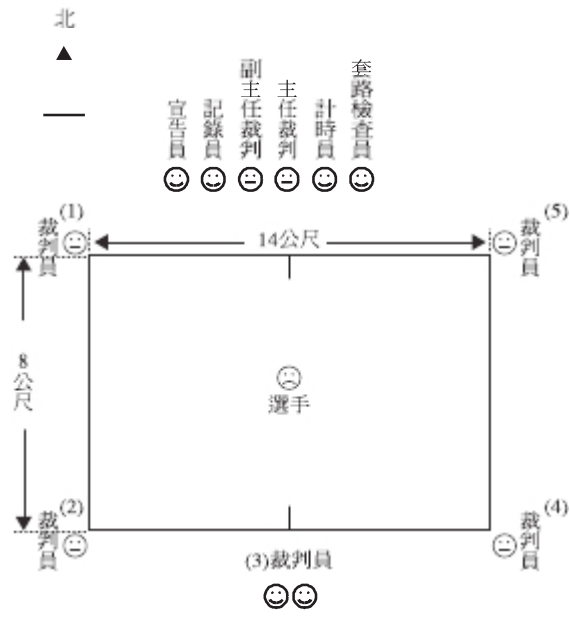 北
宣告員
記錄員
副主任裁判
主任裁判
計時員
套路檢查員
(1)
裁判員
(5)
裁判員
14公尺
8公尺
選手
(2)
裁判員
(4)
裁判員
(3)裁判員